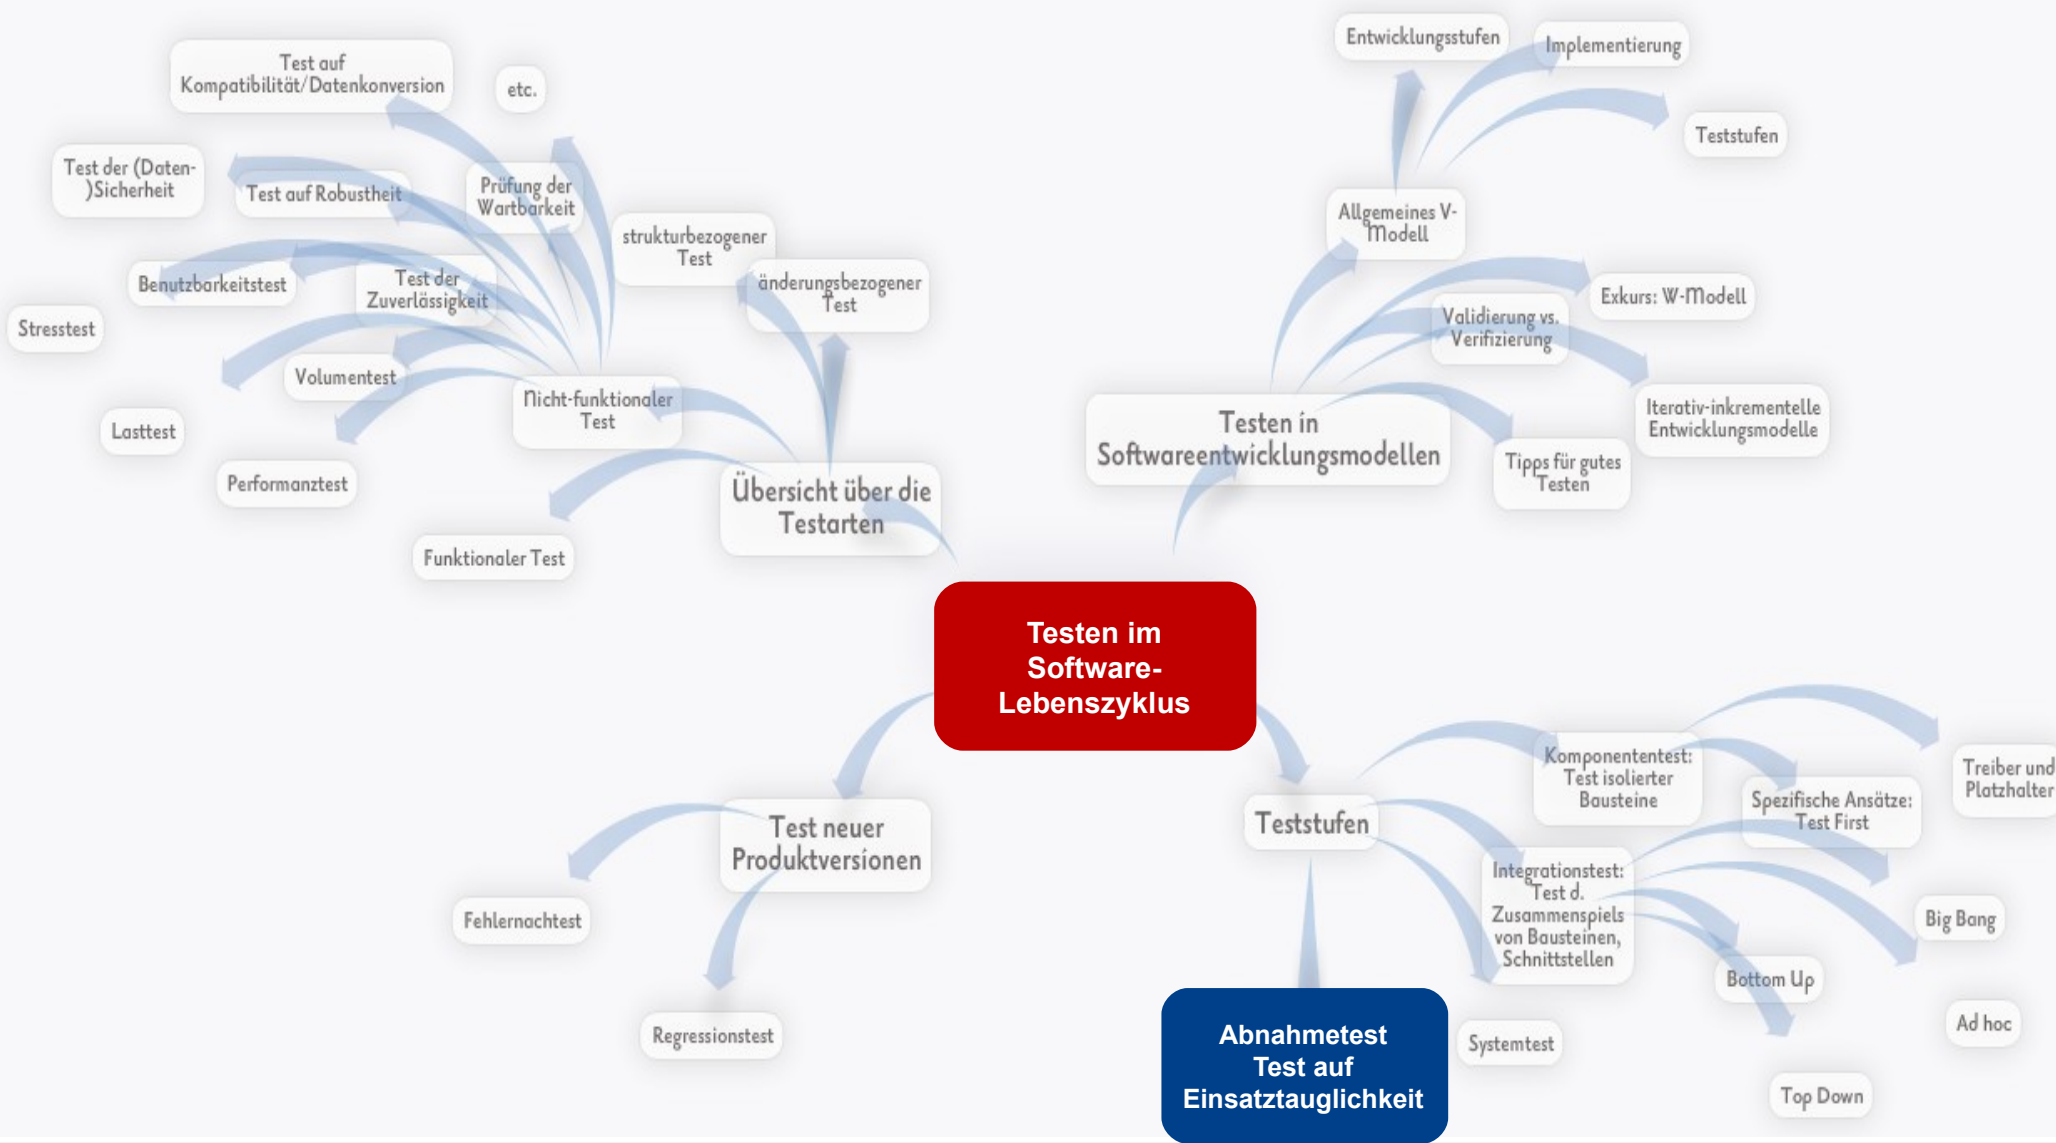 Test auf
Kompatibilität/Datenkonversion
etc.
Test der (Daten-
)Sicherheit
Test auf Robustheit
Prüfung der
Wartbarkeit
strukturbezogener
Test
änderungsbezogener
Test
Benutzbarkeitstest
Test der
Zuverlässigkeit
Stresstest
Volumentest
Lasttest
Performanztest
Nicht-funktionaler
Test
Funktionaler Test
Übersicht über die
Testarten
Entwicklungsstufen
Implementierung
Teststufen
Allgemeines V-
Modell
Exkurs: W-Modell
Validierung vs.
Verifizierung
Iterativ-inkrementelle
Entwicklungsmodelle
Tipps für gutes
Testen
Testen in
Softwareentwicklungsmodellen
Testen im
Software-
Lebenszyklus
Test neuer
Produktversionen
Fehlernachtest
Regressionstest
Teststufen
Komponententest:
Test isolierter
Bausteine
Treiber und
Platzhalter
Spezifische Ansätze:
Test First
Integrationstest:
Test d.
Zusammenspiels
von Bausteinen,
Schnittstellen
Big Bang
Bottom Up
Ad hoc
Top Down
Systemtest
Abnahmetest
Test auf
Einsatztauglichkeit